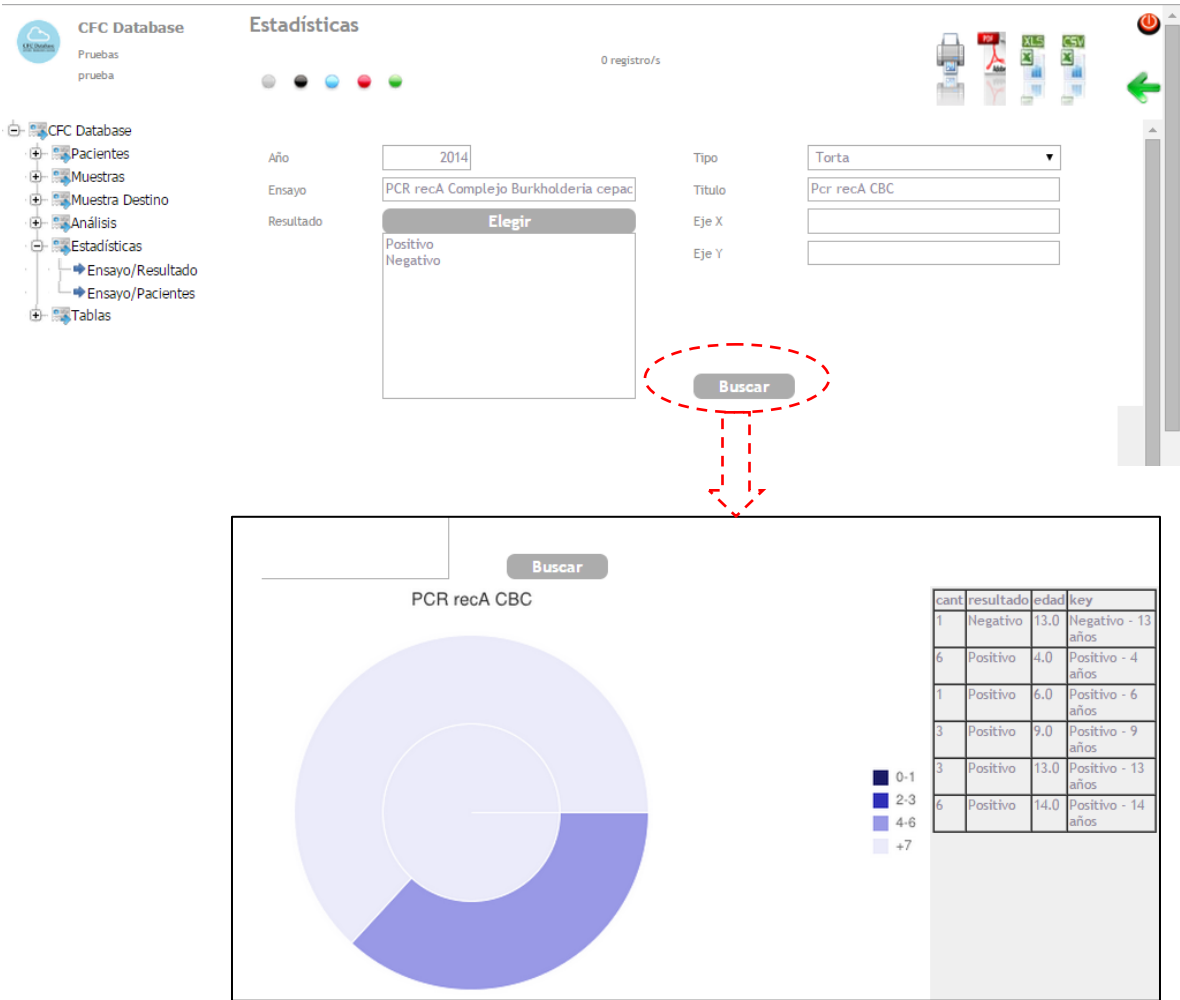 CFC Database
Pruebas
prueba
Estadísticas
0 registro/s
PDF
Adobe
XLS
CSV
CFC Database
Pacientes
Muestras
Muestra Destino
Análisis
Estadísticas
Ensayo/Resultado
Ensayo/Pacientes
Tablas
Año 2014
Ensayo PCR recA Complejo Burkholderia cepac
Resultado Elegir
Positivo
Negativo
Tipo Torta
Titulo Pcr recA CBC
Eje X
Eje Y
Buscar
Buscar
PCR recA CBC
0-1
2-3
4-6
+7
cant resultado edad key
1 Negativo 13.0 Negativo - 13
años
6 Positivo 4.0 Positivo - 4
años
1 Positivo 6.0 Positivo - 6
años
3 Positivo 9.0 Positivo - 9
años
3 Positivo 13.0 Positivo - 13
años
6 Positivo 14.0 Positivo - 14
años